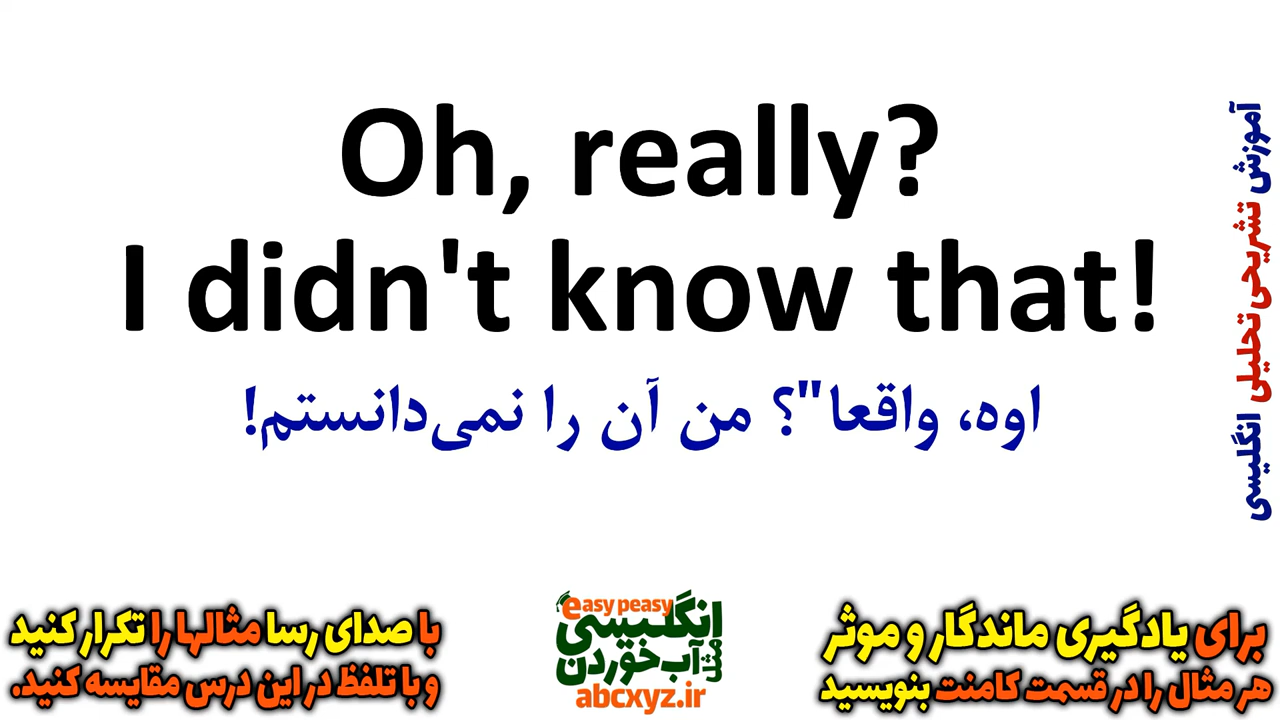 Oh, really?
I didn't know that!
اوه، واقعا"؟ من آن را نمی‌دانستم!
آموزش تشریحی تحلیلی انگلیسی
برای یادگیری ماندگار و موثر
هر مثال را در قسمت کامنت بنویسید
easy peasy
انگلیسی
مثل آب خوردن
abcxyz.ir
با صدای رسا مثالها را تکرار کنید
و با تلفظ در این درس مقایسه کنید.